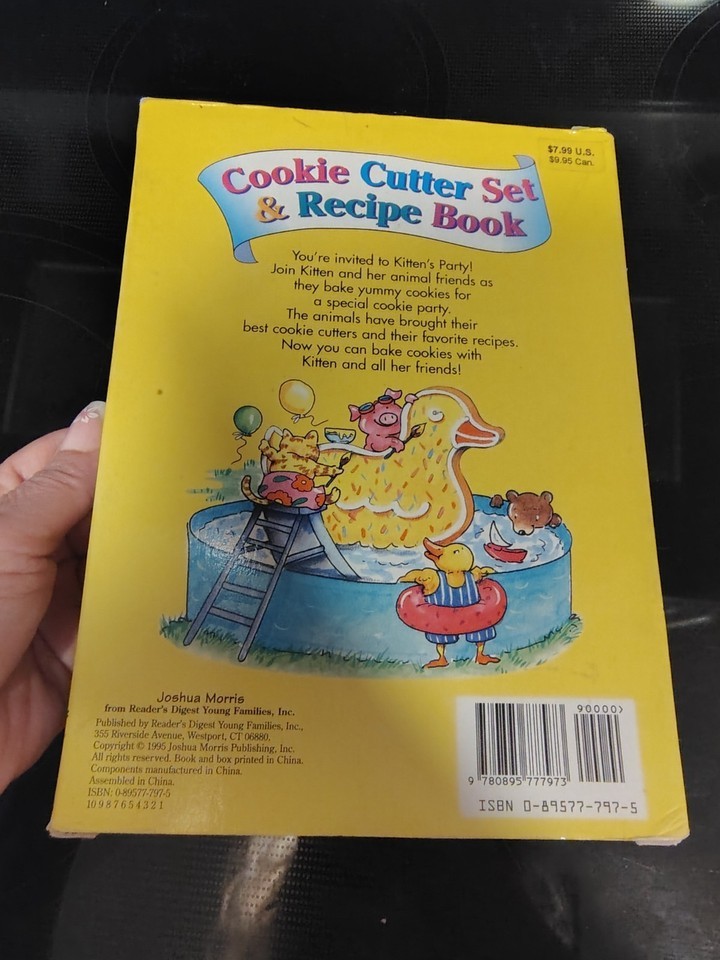 $7.99 U.S.
$9.95 Can.
Cookie Cutter Set
& Recipe Book
You're invited to Kitten's Party!
Join Kitten and her animal friends as
they bake yummy cookies for
a special cookie party.
The animals have brought their
best cookie cutters and their favorite recipes.
Now you can bake cookies with
Kitten and all her friends!
Joshua Morris
from Reader's Digest Young Families, Inc.
Published by Reader's Digest Young Families, Inc.,
355 Riverside Avenue, Westport, CT 06880.
Copyright © 1995 Joshua Morris Publishing, Inc.
All rights reserved. Book and box printed in China.
Components manufactured in China.
Assembled in China.
ISBN: 0-89577-797-5
10 9 8 7 6 5 4 3 2 1
90000>
9 780895 777973
ISBN 0-89577-797-5